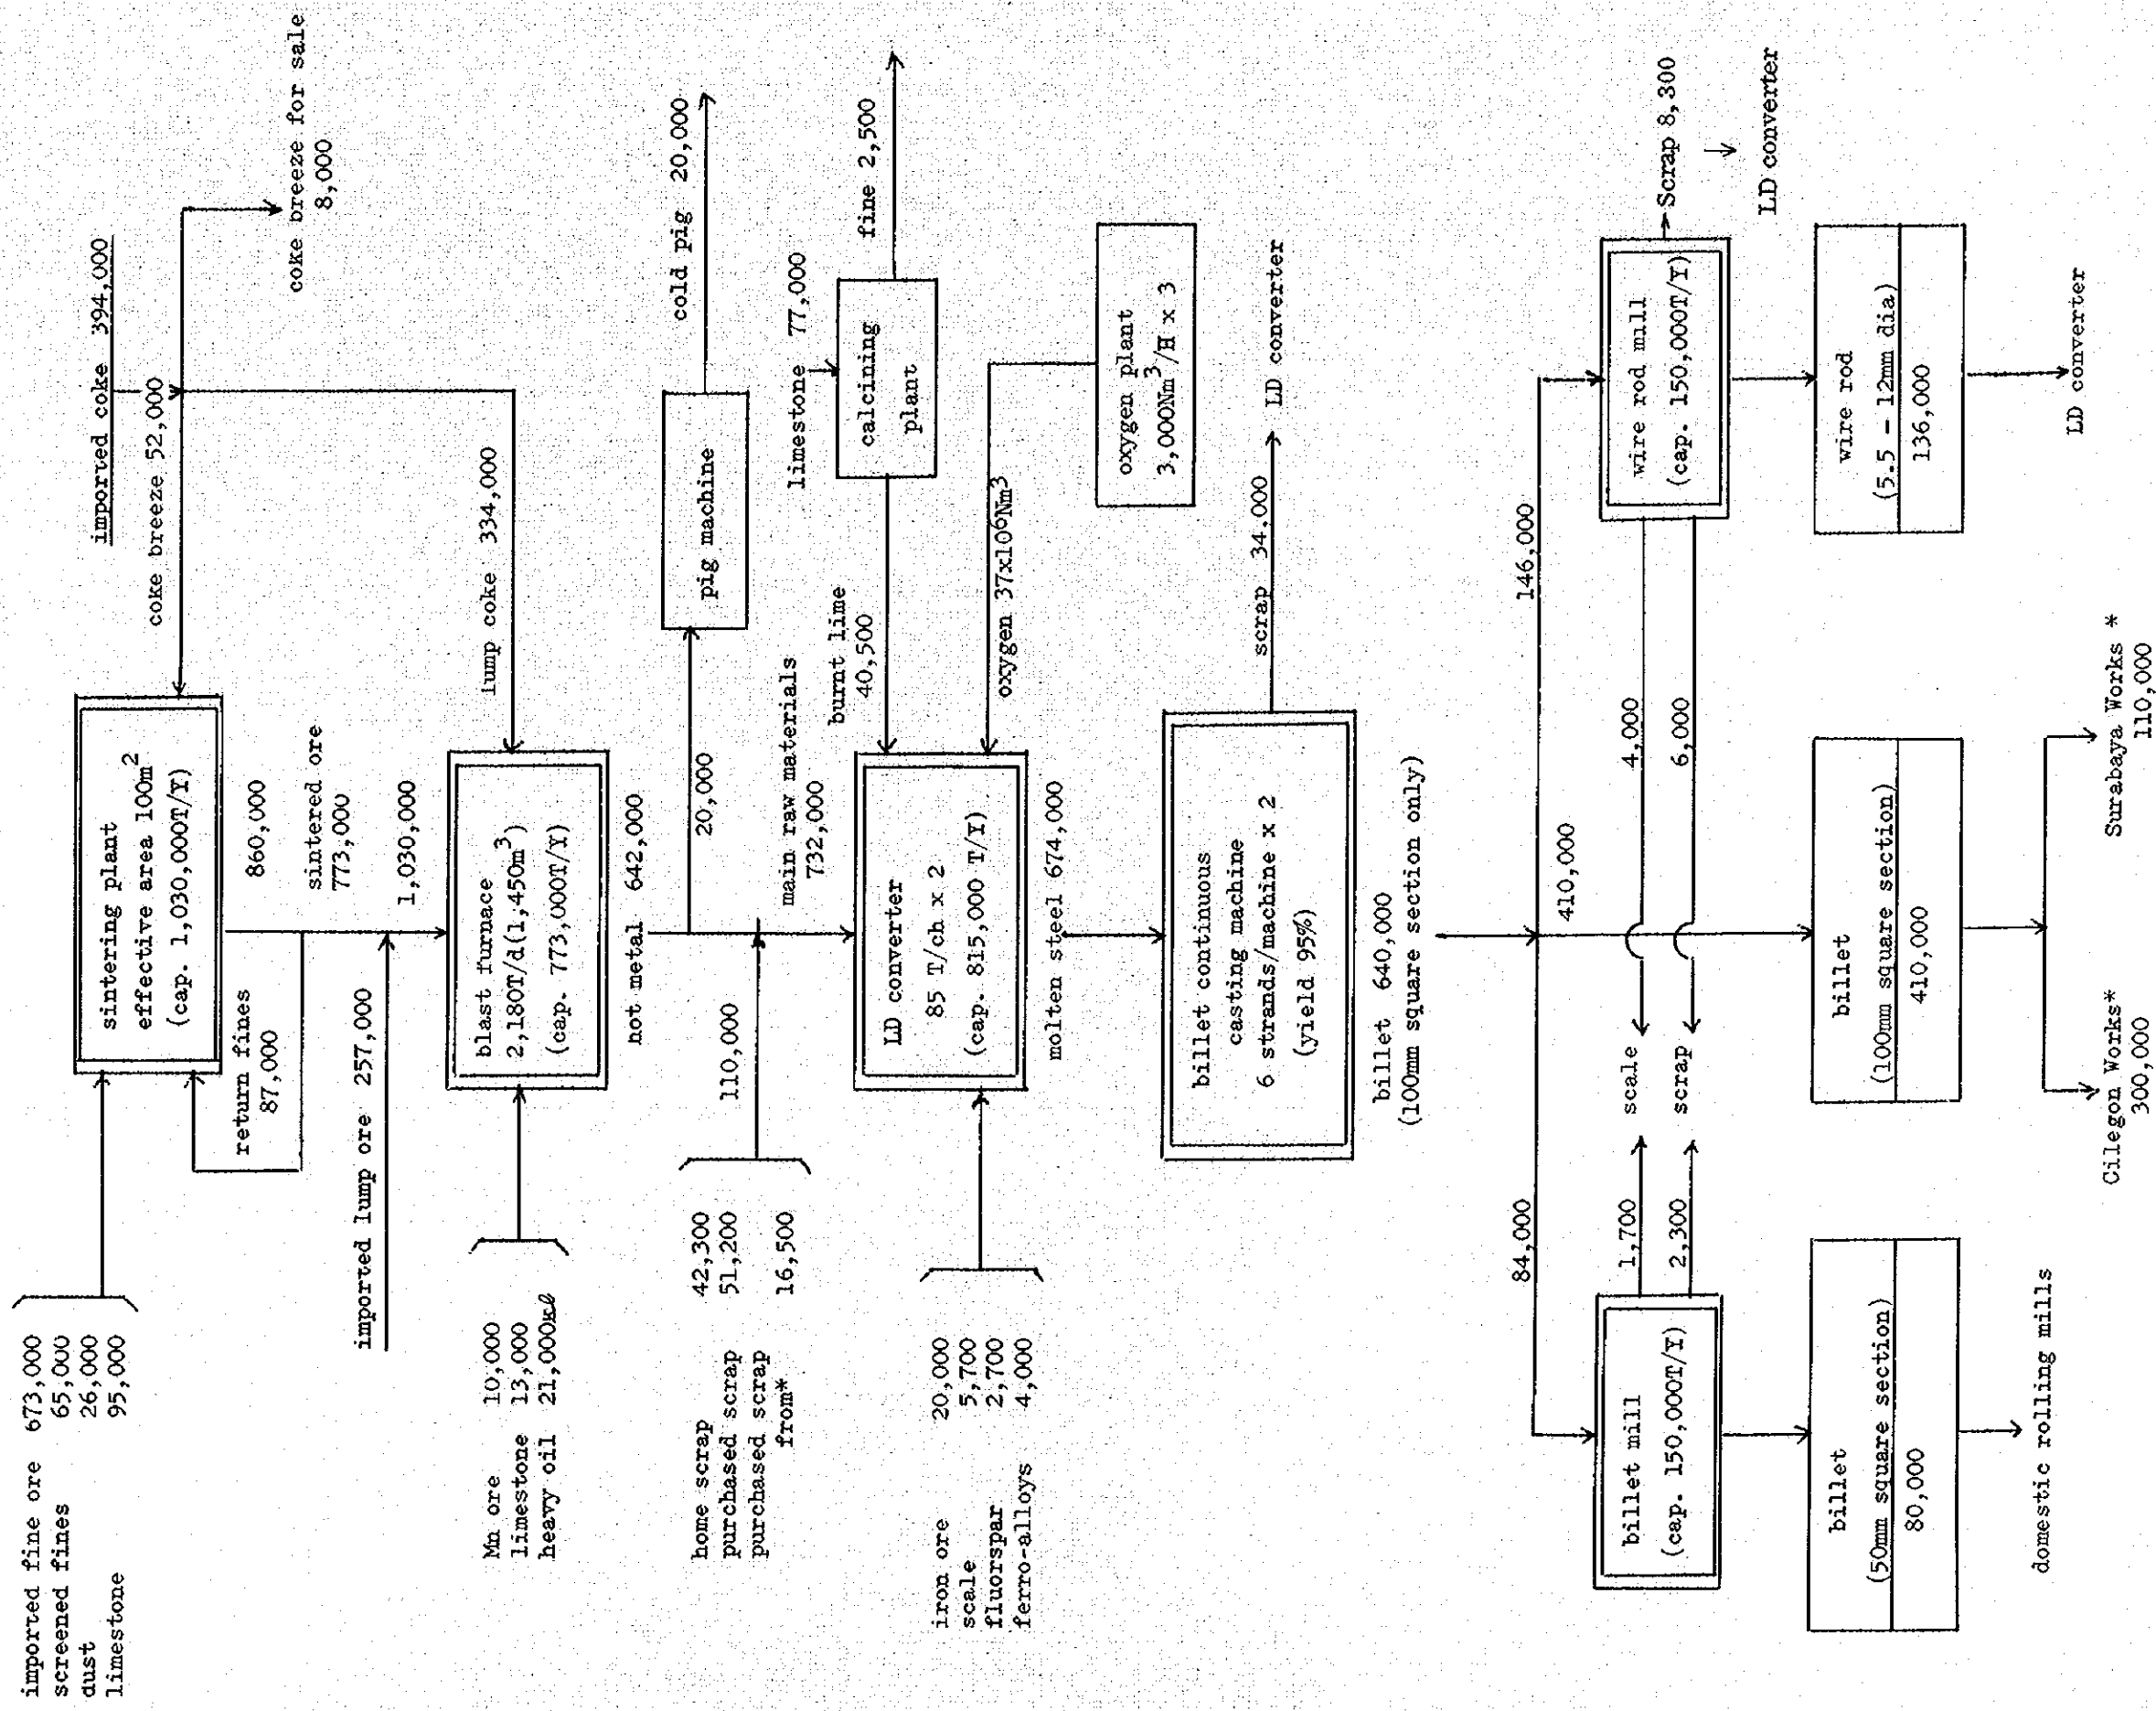 imported fine ore 673,000
screened fines 65,000
dust 26,000
limestone 95,000
sintering plant
effective area 100m2
(cap. 1,030,000T/Y)
return fines
87,000
imported coke 394,000
coke breeze 52,000
coke breeze for sale
8,000
860,000
sintered ore
773,000
imported lump ore 257,000
1,030,000
lump coke 334,000
Mn ore 10,000
limestone 13,000
heavy oil 21,000kℓ
blast furnace
2,180T/d(1,450m3)
(cap. 773,000T/Y)
hot metal 642,000
20,000
pig machine
cold pig 20,000
home scrap 42,300
purchased scrap 51,200
purchased scrap
from* 16,500
110,000
main raw materials
732,000
limestone 77,000
calcining
plant
fine 2,500
burnt lime
40,500
iron ore 20,000
scale 5,700
fluorspar 2,700
ferro-alloys 4,000
LD converter
85 T/ch x 2
(cap. 815,000 T/Y)
oxygen 37x106Nm3
oxygen plant
3,000Nm3/H x 3
molten steel 674,000
billet continuous
casting machine
6 strands/machine x 2
(yield 95%)
scrap 34.000
LD converter
billet 640,000
(100mm square section only)
84,000
410,000
146,000
billet mill
(cap. 150,000T/Y)
1,700
scale
4,000
2,300
scrap
6,000
wire rod mill
(cap. 150,000T/Y)
Scrap 8,300
LD converter
billet
(50mm square section)
80,000
billet
(100mm square section)
410,000
wire rod
(5.5 - 12mm dia)
136,000
domestic rolling mills
Cilegon Works*
300,000
Surabaya Works *
110,000
LD converter